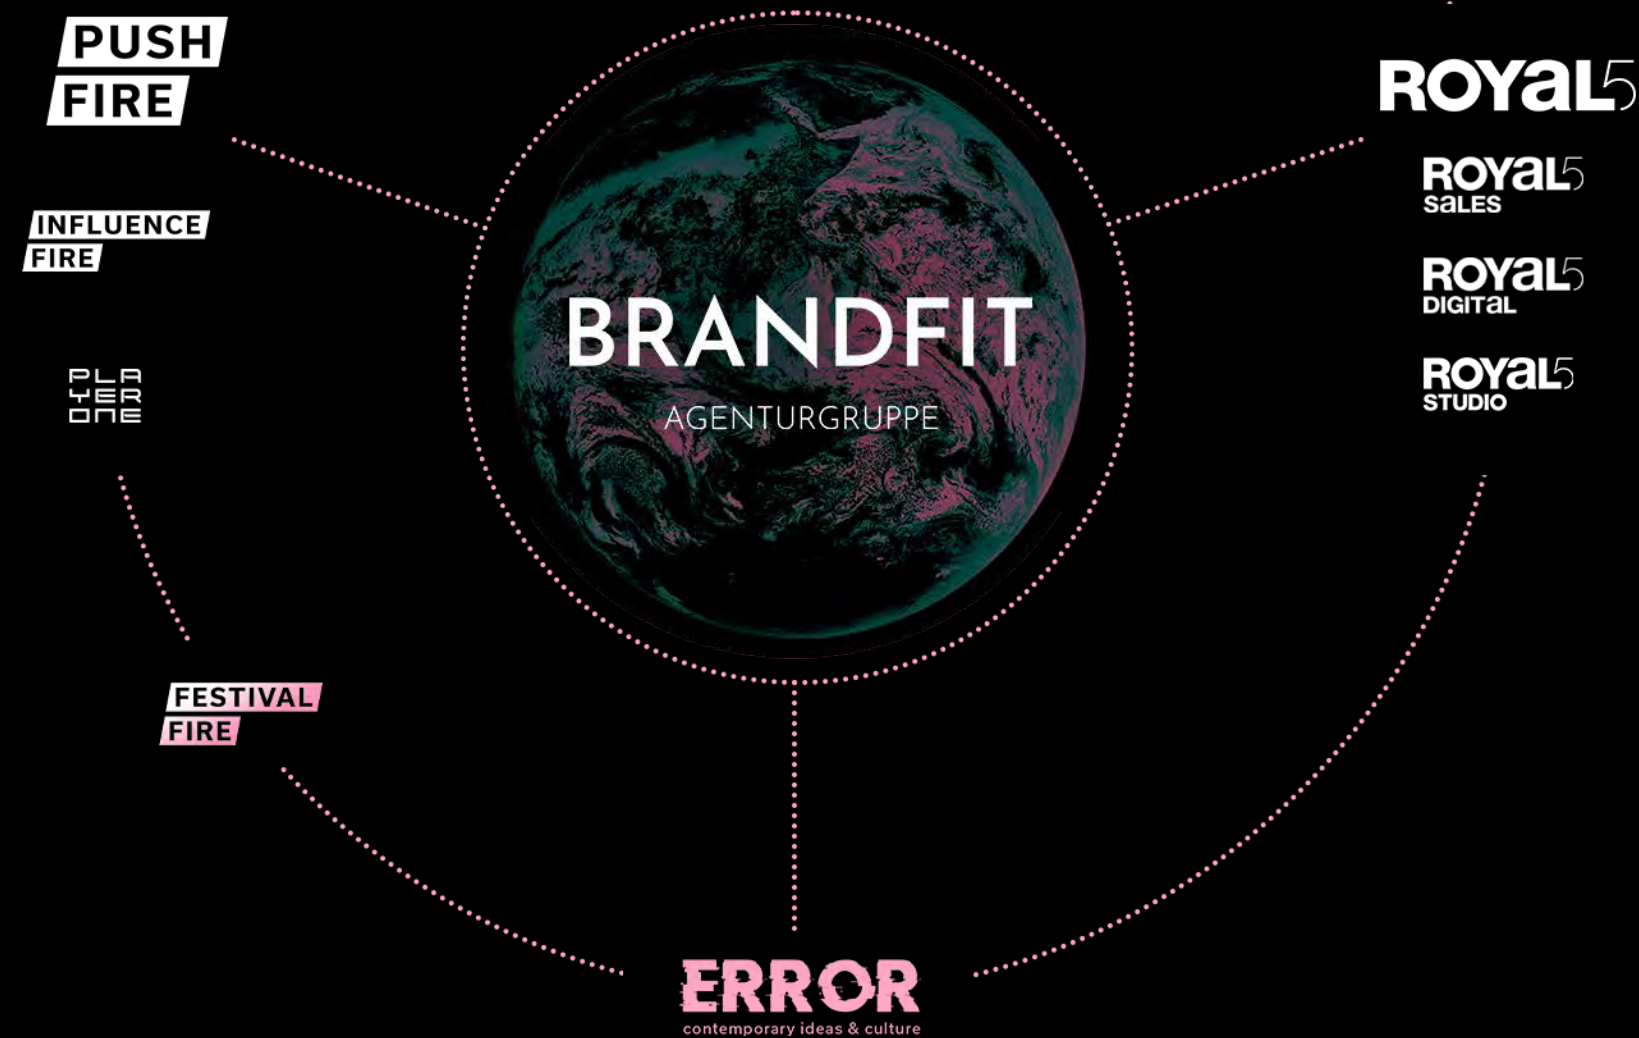 PUSH
FIRE
INFLUENCE
FIRE
PLA
YER
ONE
FESTIVAL
FIRE
BRANDFIT
AGENTURGRUPPE
ERROR
contemporary ideas & culture
ROYaL5
ROYaL5
SaLES
ROYaL5
DIGITaL
ROYaL5
STUDIO